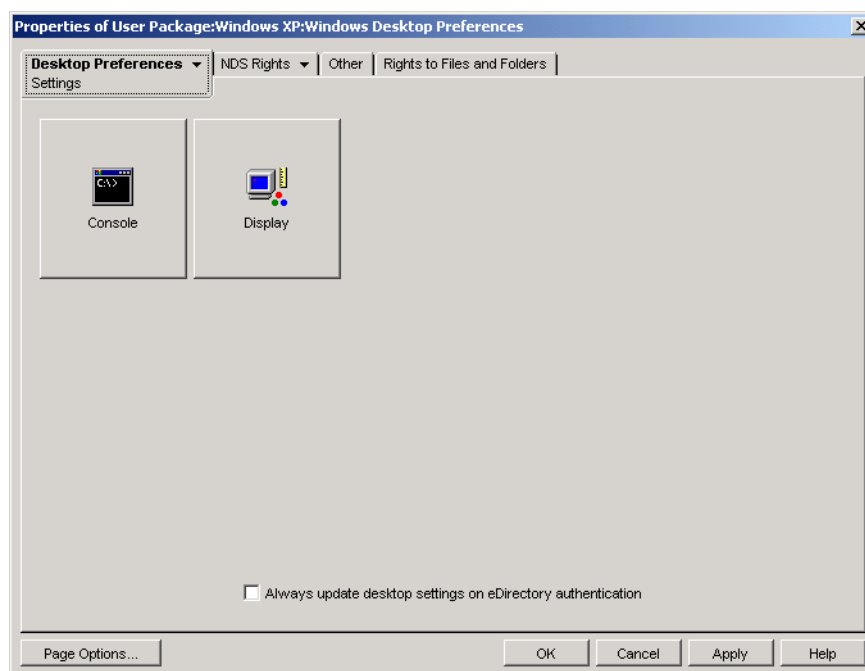 Properties of User Package:Windows XP:Windows Desktop Preferences
Desktop Preferences NDS Rights Other Rights to Files and Folders
Settings
C:\>
Console Display
Always update desktop settings on eDirectory authentication
Page Options... OK Cancel Apply Help